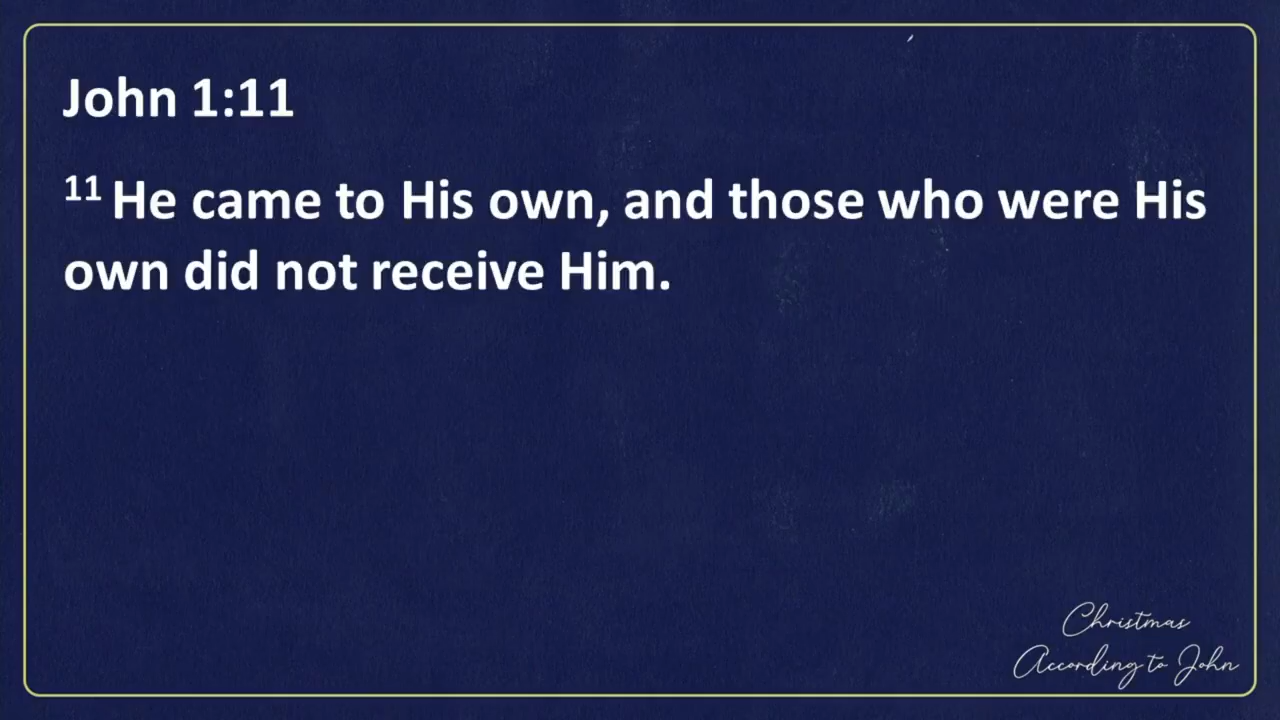 John 1:11
11 He came to His own, and those who were His
own did not receive Him.
Christmas
According to John